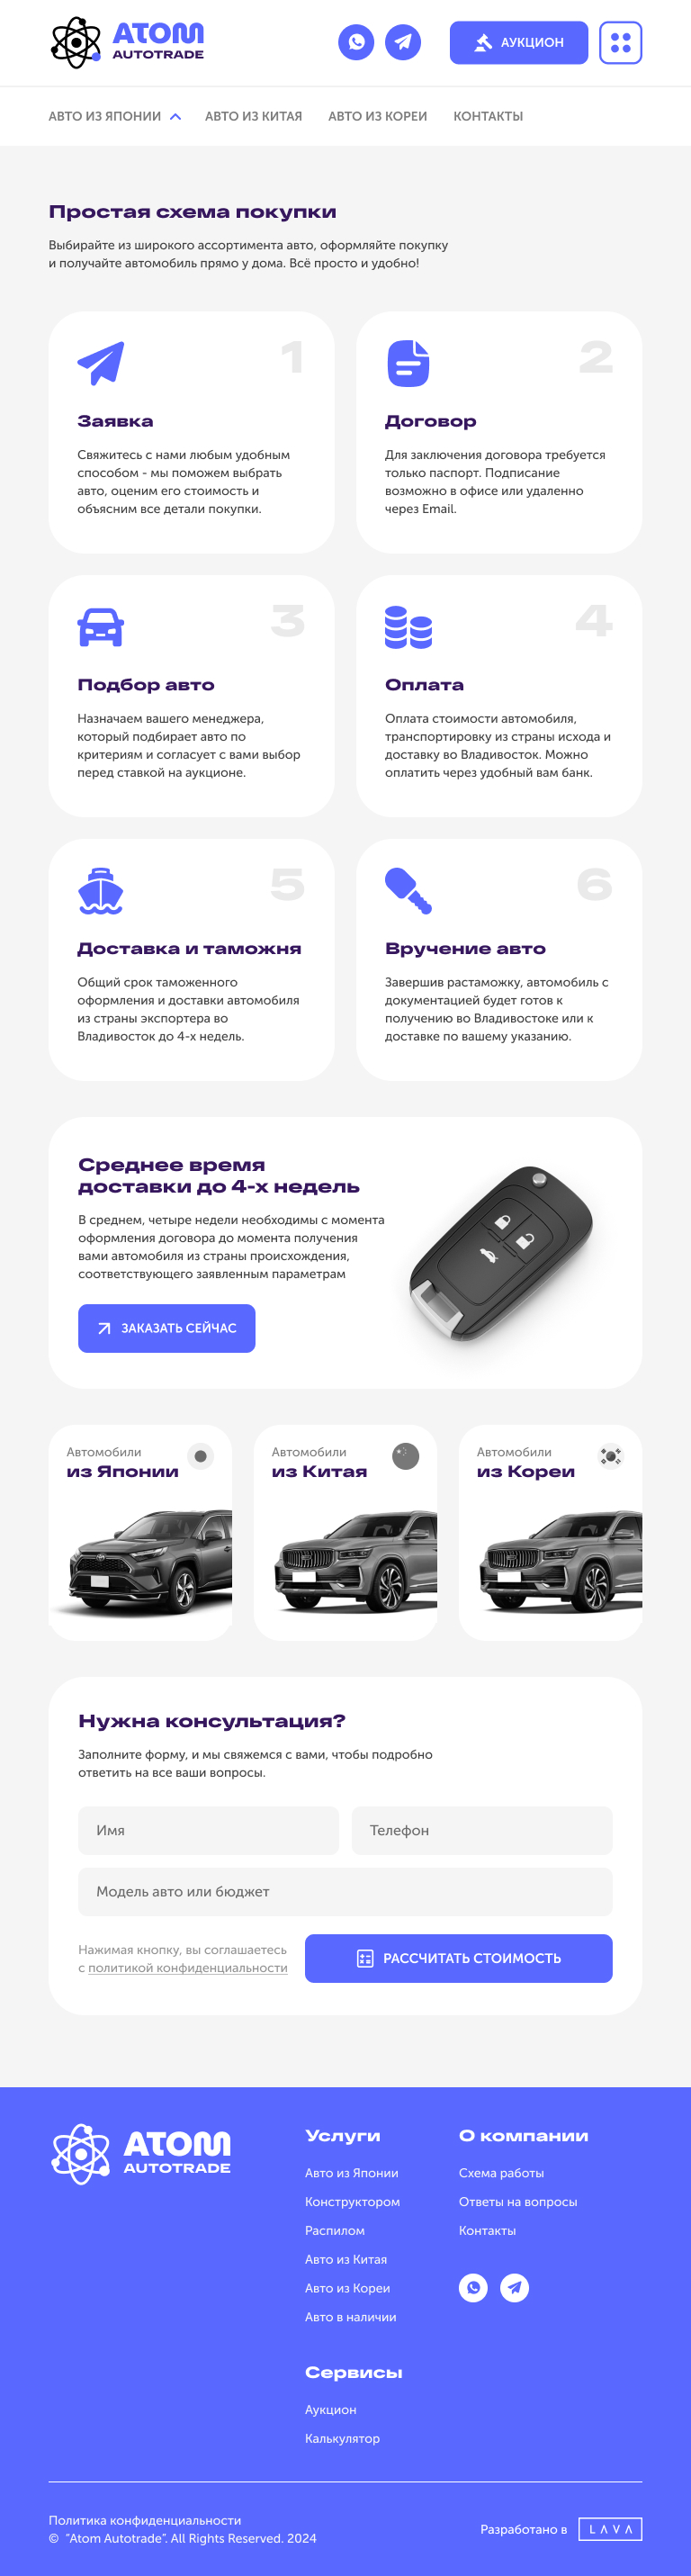 ATOM
AUTOTRADE
АУКЦИОН
АВТО ИЗ ЯПОНИИ
АВТО ИЗ КИТАЯ
АВТО ИЗ КОРЕИ
КОНТАКТЫ
Простая схема покупки
Выбирайте из широкого ассортимента авто, оформляйте покупку
и получайте автомобиль прямо у дома. Всё просто и удобно!
1
Заявка
Свяжитесь с нами любым удобным
способом - мы поможем выбрать
авто, оценим его стоимость и
объясним все детали покупки.
2
Договор
Для заключения договора требуется
только паспорт. Подписание
возможно в офисе или удаленно
через Email.
3
Подбор авто
Назначаем вашего менеджера,
который подбирает авто по
критериям и согласует с вами выбор
перед ставкой на аукционе.
4
Оплата
Оплата стоимости автомобиля,
транспортировку из страны исхода и
доставку во Владивосток. Можно
оплатить через удобный вам банк.
5
Доставка и таможня
Общий срок таможенного
оформления и доставки автомобиля
из страны экспортера во
Владивосток до 4-х недель.
6
Вручение авто
Завершив растаможку, автомобиль с
документацией будет готов к
получению во Владивостоке или к
доставке по вашему указанию.
Среднее время
доставки до 4-х недель
В среднем, четыре недели необходимы с момента
оформления договора до момента получения
вами автомобиля из страны происхождения,
соответствующего заявленным параметрам
ЗАКАЗАТЬ СЕЙЧАС
Автомобили
из Японии
Автомобили
из Китая
Автомобили
из Кореи
Нужна консультация?
Заполните форму, и мы свяжемся с вами, чтобы подробно
ответить на все ваши вопросы.
Имя
Телефон
Модель авто или бюджет
Нажимая кнопку, вы соглашаетесь
с политикой конфиденциальности
РАССЧИТАТЬ СТОИМОСТЬ
ATOM
AUTOTRADE
Услуги
Авто из Японии
Конструктором
Распилом
Авто из Китая
Авто из Кореи
Авто в наличии
Сервисы
Аукцион
Калькулятор
О компании
Схема работы
Ответы на вопросы
Контакты
Политика конфиденциальности
© "Atom Autotrade". All Rights Reserved. 2024
Разработано в
LAVA